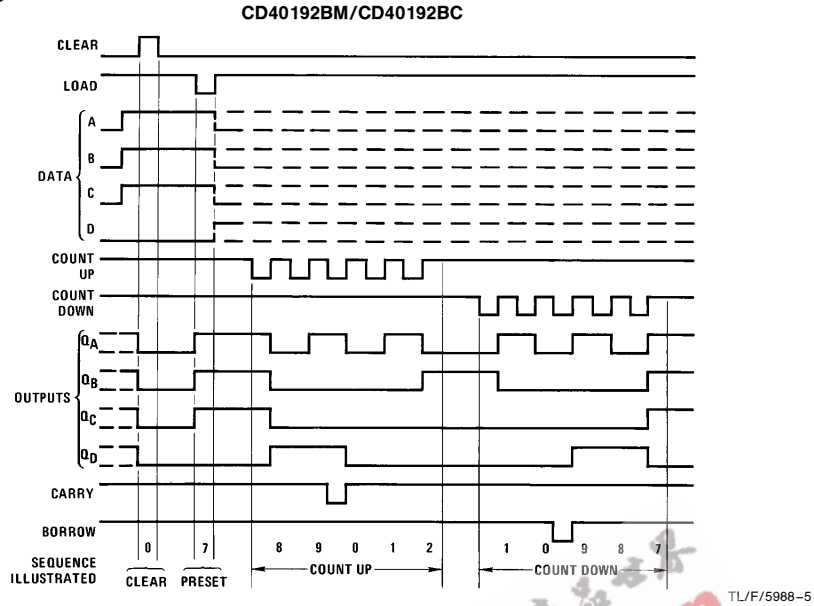 CD40192BM/CD40192BC
CLEAR
LOAD
A
B
DATA
C
D
COUNT
UP
COUNT
DOWN
QA
QB
OUTPUTS
QC
QD
CARRY
BORROW
0 7 8 9 0 1 2 1 0 9 8 7
SEQUENCE
ILLUSTRATED
CLEAR PRESET COUNT UP COUNT DOWN
TL/F/5988–5